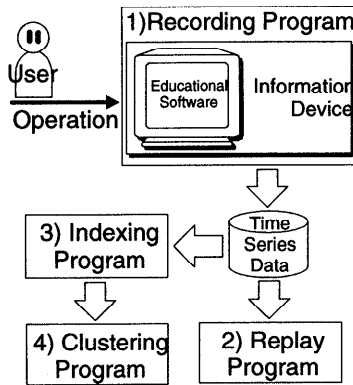 1)Recording Program
User
Operation
Educational
Software
Information
Device
Time
Series
Data
3) Indexing
Program
4) Clustering
Program
2) Replay
Program